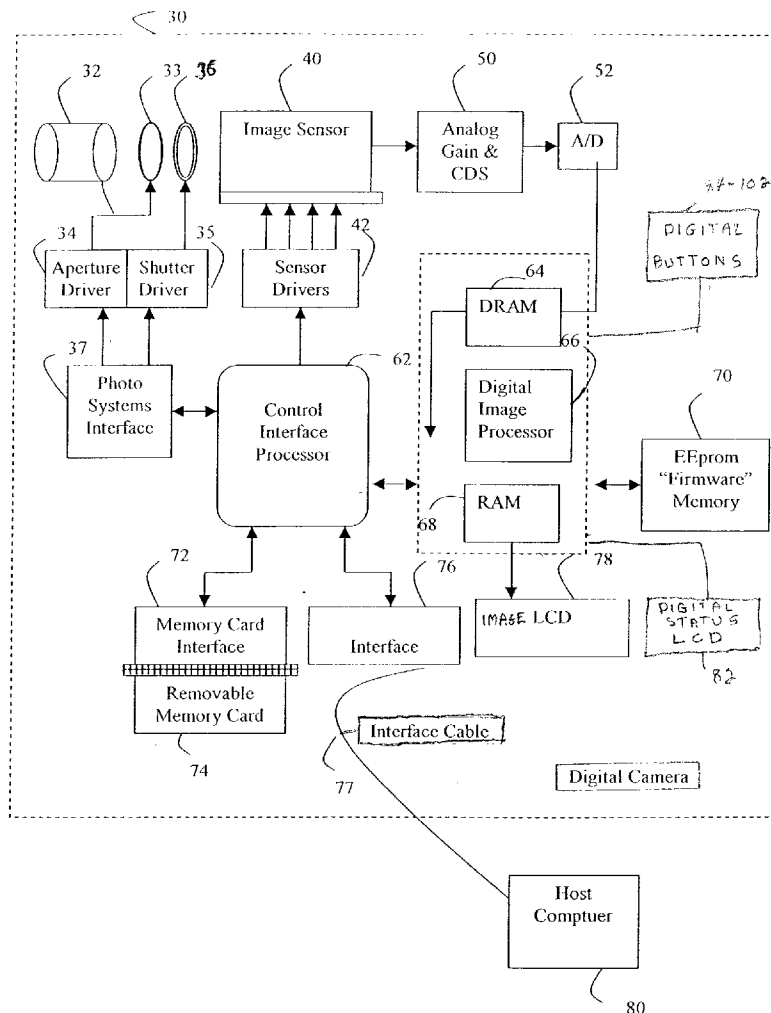 30
32
33
36
40
50
52
Image Sensor
Analog
Gain &
CDS
A/D
34
35
42
64
DIGITAL
BUTTONS
Aperture
Driver
Shutter
Driver
Sensor
Drivers
DRAM
66
37
62
70
Photo
Systems
Interface
Control
Interface
Processor
Digital
Image
Processor
EEprom
"Firmware"
Memory
68
RAM
72
76
78
Memory Card
Interface
Interface
IMAGE LCD
DIGITAL
STATUS
LCD
82
Removable
Memory Card
74
77
Interface Cable
Digital Camera
Host
Comptuer
80